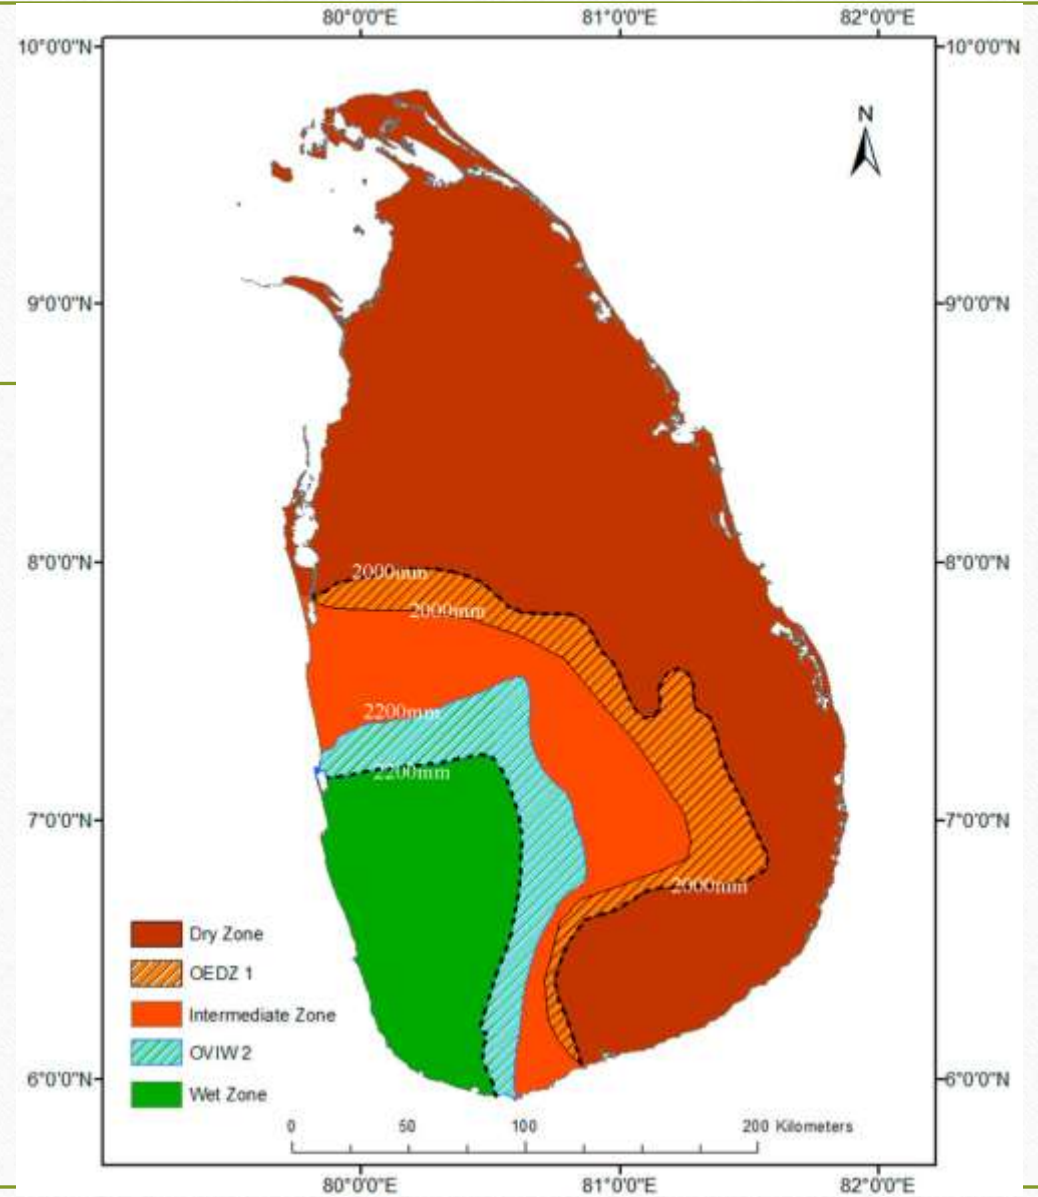 80°0'0"E 81°0'0"E 82°0'0"E
10°0'0"N 10°0'0"N
N
9°0'0"N 9°0'0"N
8°0'0"N 8°0'0"N
2000mm
2000mm
2200mm
2200mm
7°0'0"N 7°0'0"N
2000mm
Dry Zone
OEDZ 1
Intermediate Zone
OVIW 2
6°0'0"N 6°0'0"N
Wet Zone
0 50 100 200 Kilometers
80°0'0"E 81°0'0"E 82°0'0"E